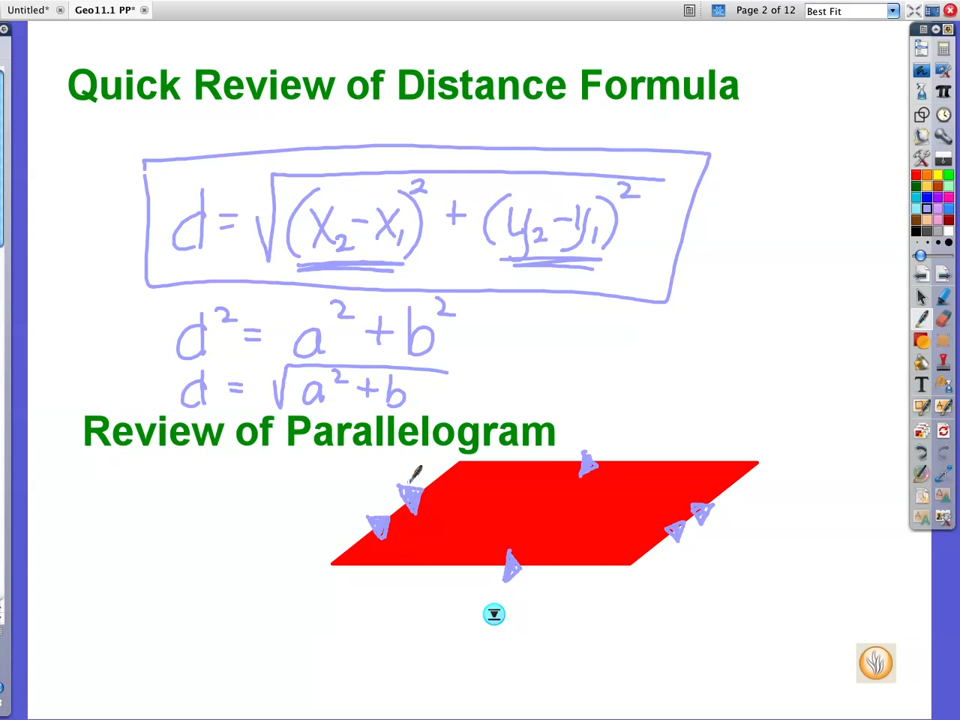 Untitled* Geo11.1 PP* Page 2 of 12 Best Fit
Quick Review of Distance Formula
d = √(x₂-x₁)² + (y₂-y₁)²
d² = a² + b²
d = √a² + b
Review of Parallelogram
π
T